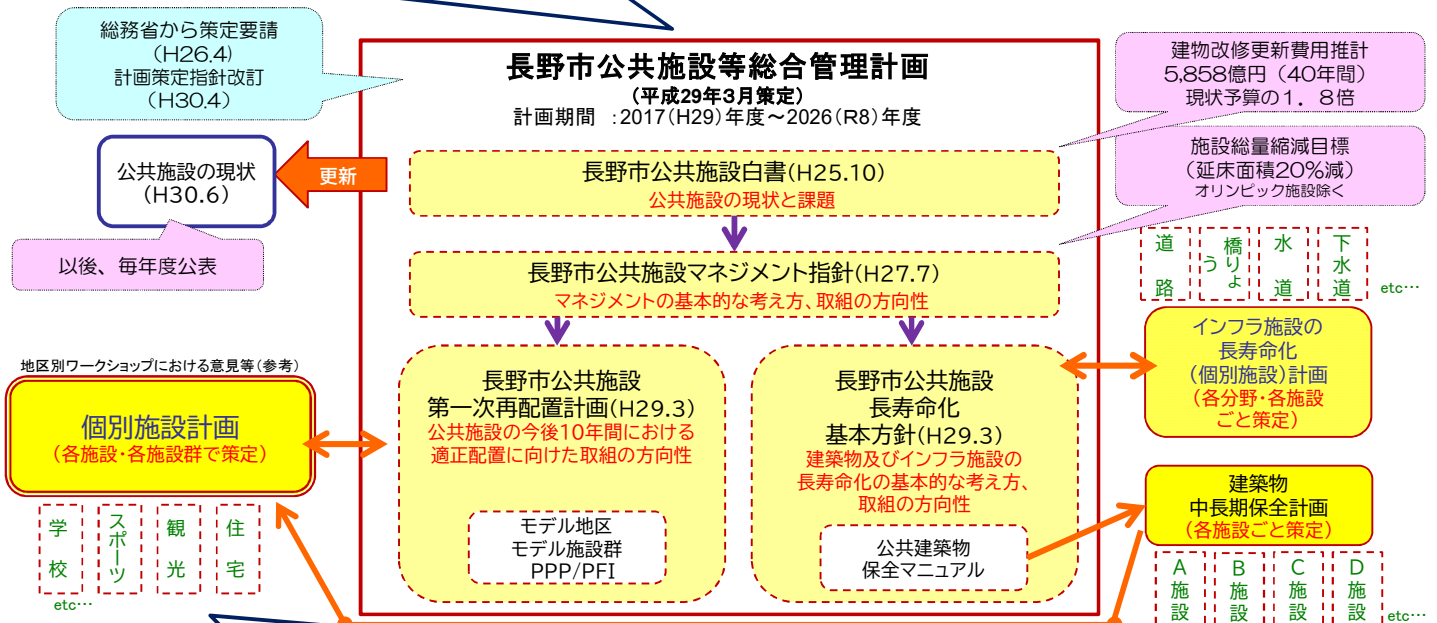 総務省から策定要請
(H26.4)
計画策定指針改訂
(H30.4)
長野市公共施設等総合管理計画
(平成29年3月策定)
計画期間 :2017(H29)年度～2026(R8)年度
建物改修更新費用推計
5,858億円（40年間）
現状予算の1．8倍
施設総量縮減目標
（延床面積20%減）
オリンピック施設除く
公共施設の現状
(H30.6)
更新
以後、毎年度公表
長野市公共施設白書(H25.10)
公共施設の現状と課題
長野市公共施設マネジメント指針(H27.7)
マネジメントの基本的な考え方、取組の方向性
道路
橋りょう
水道
下水道
etc…
インフラ施設の
長寿命化
(個別施設)計画
(各分野・各施設
ごと策定)
地区別ワークショップにおける意見等(参考)
個別施設計画
(各施設・各施設群で策定)
学校
スポーツ
観光
住宅
etc…
長野市公共施設
第一次再配置計画(H29.3)
公共施設の今後10年間における
適正配置に向けた取組の方向性
モデル地区
モデル施設群
PPP/PFI
長野市公共施設
長寿命化
基本方針(H29.3)
建築物及びインフラ施設の
長寿命化の基本的な考え方、
取組の方向性
公共建築物
保全マニュアル
建築物
中長期保全計画
(各施設ごと策定)
A施設
B施設
C施設
D施設
etc…